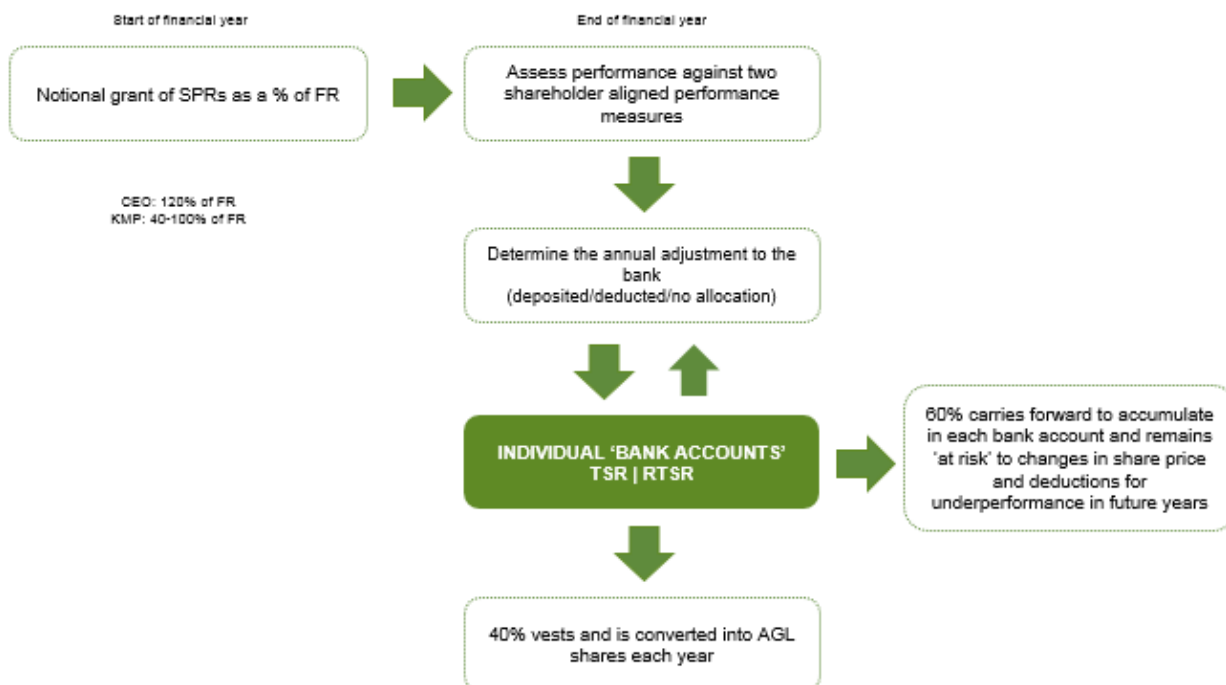 Start of financial year
End of financial year
Notional grant of SPRs as a % of FR
Assess performance against two
shareholder aligned performance
measures
CEO: 120% of FR
KMP: 40-100% of FR
Determine the annual adjustment to the
bank
(deposited/deducted/no allocation)
INDIVIDUAL ‘BANK ACCOUNTS’
TSR | RTSR
60% carries forward to accumulate
in each bank account and remains
‘at risk’ to changes in share price
and deductions for
underperformance in future years
40% vests and is converted into AGL
shares each year